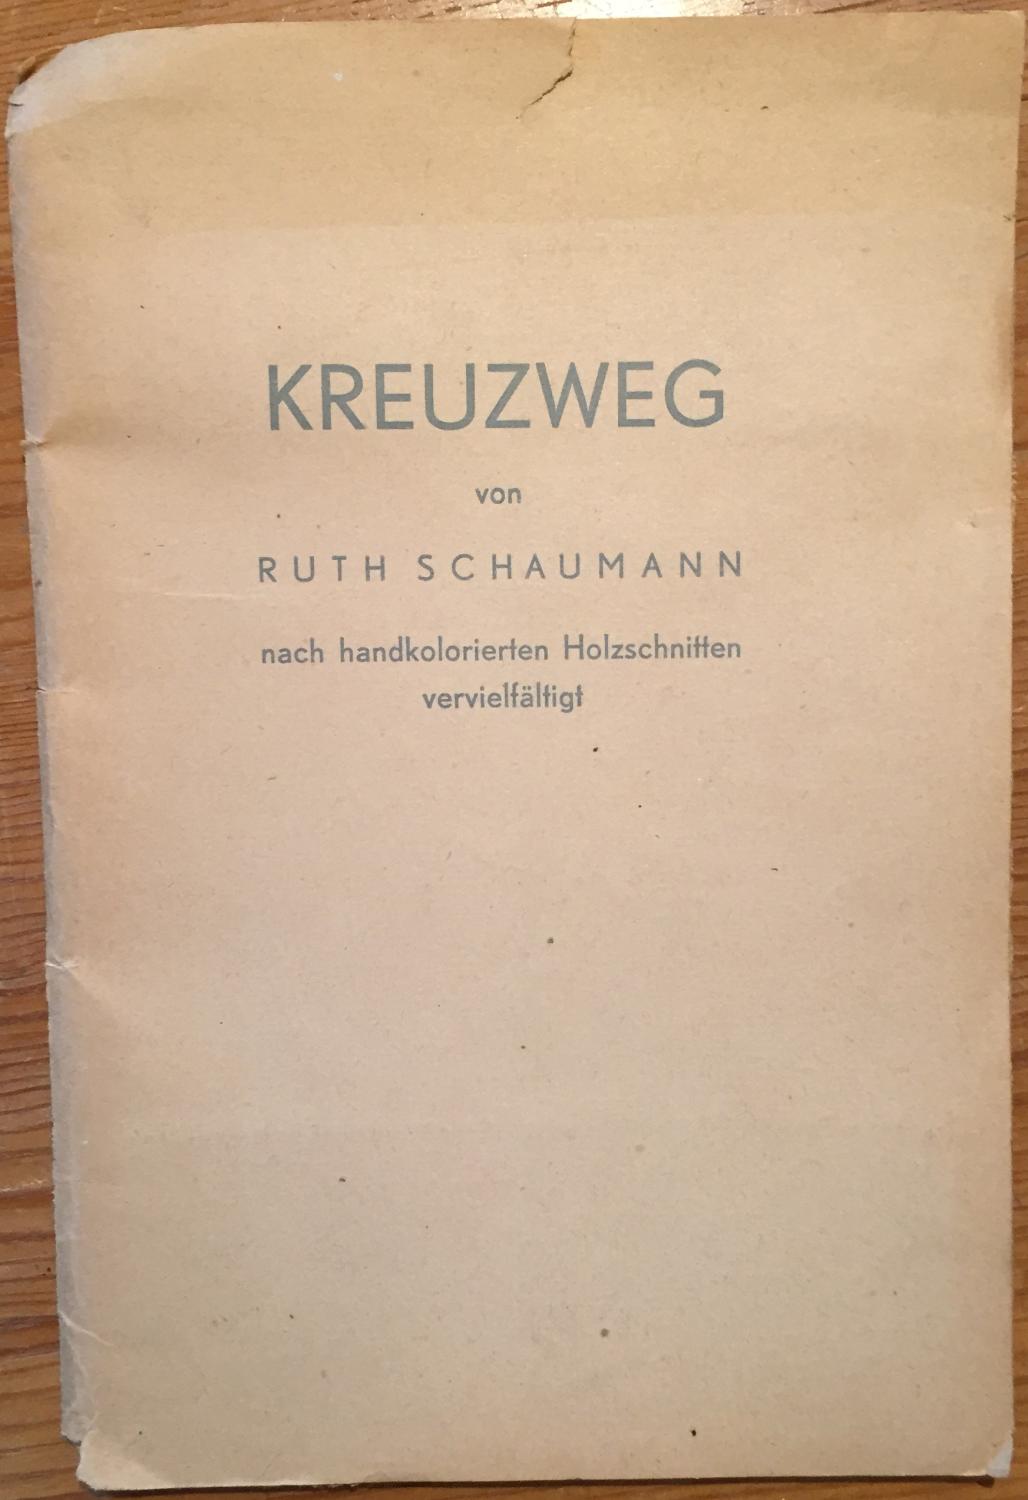 KREUZWEG
von
RUTH SCHAUMANN
nach handkolorierten Holzschnitten
vervielfältigt